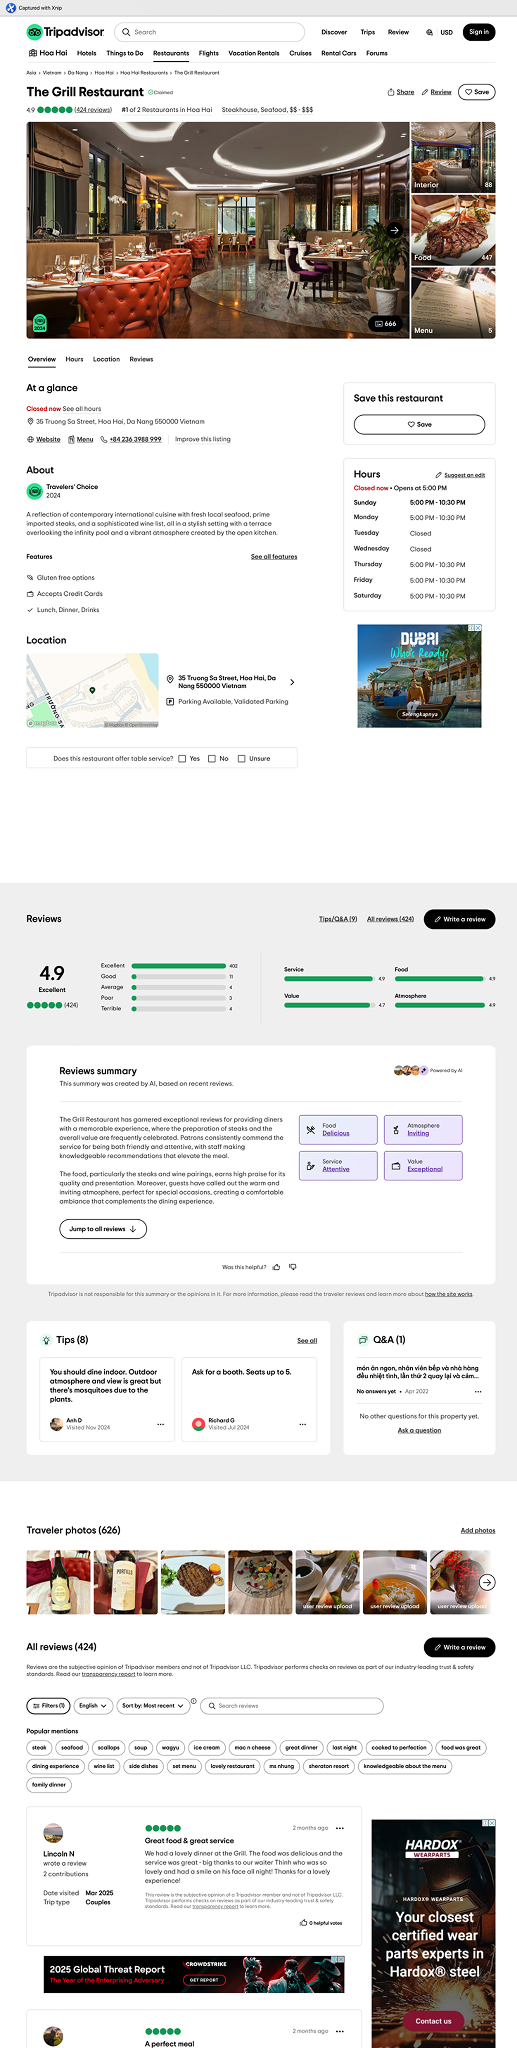 Captured with Xnip
Tripadvisor
Search
Discover Trips Review USD Sign in
Hoa Hai Hotels Things to Do Restaurants Flights Vacation Rentals Cruises Rental Cars Forums
Asia › Vietnam › Da Nang › Hoa Hai › Hoa Hai Restaurants › The Grill Restaurant
The Grill Restaurant Claimed
Share Review Save
4.9 (424 reviews) #1 of 2 Restaurants in Hoa Hai Steakhouse, Seafood, $$ - $$$
Interior 88
Food 447
Menu 5
2024
666
Overview Hours Location Reviews
At a glance
Closed now See all hours
35 Truong Sa Street, Hoa Hai, Da Nang 550000 Vietnam
Website Menu +84 236 3988 999 Improve this listing
Save this restaurant
Save
About
Travelers' Choice
2024
A reflection of contemporary international cuisine with fresh local seafood, prime
imported steaks, and a sophisticated wine list, all in a stylish setting with a terrace
overlooking the infinity pool and a vibrant atmosphere created by the open kitchen.
Features See all features
Gluten free options
Accepts Credit Cards
Lunch, Dinner, Drinks
Hours Suggest an edit
Closed now • Opens at 5:00 PM
Sunday 5:00 PM - 10:30 PM
Monday 5:00 PM - 10:30 PM
Tuesday Closed
Wednesday Closed
Thursday 5:00 PM - 10:30 PM
Friday 5:00 PM - 10:30 PM
Saturday 5:00 PM - 10:30 PM
Location
35 Truong Sa Street, Hoa Hai, Da
Nang 550000 Vietnam
Parking Available, Validated Parking
TRƯỜNG SA
mapbox
© Mapbox © OpenStreetMap
DUBAI
Who's Ready?
Selengkapnya
Does this restaurant offer table service? Yes No Unsure
Reviews Tips/Q&A (9) All reviews (424) Write a review
4.9
Excellent
(424)
Excellent 402
Good 11
Average 4
Poor 3
Terrible 4
Service 4.9
Food 4.9
Value 4.7
Atmosphere 4.9
Reviews summary Powered by AI
This summary was created by AI, based on recent reviews.
The Grill Restaurant has garnered exceptional reviews for providing diners
with a memorable experience, where the preparation of steaks and the
overall value are frequently celebrated. Patrons consistently commend the
service for being both friendly and attentive, with staff making
knowledgeable recommendations that elevate the meal.
The food, particularly the steaks and wine pairings, earns high praise for its
quality and presentation. Moreover, guests have called out the warm and
inviting atmosphere, perfect for special occasions, creating a comfortable
ambiance that complements the dining experience.
Food
Delicious
Atmosphere
Inviting
Service
Attentive
Value
Exceptional
Jump to all reviews
Was this helpful?
Tripadvisor is not responsible for this summary or the opinions in it. For more information, please read the traveler reviews and learn more about how the site works.
Tips (8) See all
You should dine indoor. Outdoor
atmosphere and view is great but
there's mosquitoes due to the
plants.
Anh D
Visited Nov 2024
Ask for a booth. Seats up to 5.
Richard G
Visited Jul 2024
Q&A (1)
món ăn ngon, nhân viên bếp và nhà hàng
đều nhiệt tình, lần thứ 2 quay lại và cảm...
No answers yet • Apr 2022
No other questions for this property yet.
Ask a question
Traveler photos (626) Add photos
PORTILLO
user review upload
user review upload
user review upload
All reviews (424) Write a review
Reviews are the subjective opinion of Tripadvisor members and not of Tripadvisor LLC. Tripadvisor performs checks on reviews as part of our industry-leading trust & safety
standards. Read our transparency report to learn more.
Filters (1) English Sort by: Most recent Search reviews
Popular mentions
steak seafood scallops soup wagyu ice cream mac n cheese great dinner last night cooked to perfection food was great
dining experience wine list side dishes set menu lovely restaurant ms nhung sheraton resort knowledgeable about the menu
family dinner
Lincoln N
wrote a review
2 contributions
Date visited Mar 2025
Trip type Couples
2 months ago
Great food & great service
We had a lovely dinner at the Grill. The food was delicious and the
service was great - big thanks to our waiter Thinh who was so
lovely and had a smile on his face all night! Thanks for a lovely
experience!
This review is the subjective opinion of a Tripadvisor member and not of Tripadvisor LLC.
Tripadvisor performs checks on reviews as part of our industry-leading trust & safety
standards. Read our transparency report to learn more.
0 helpful votes
2025 Global Threat Report
The Year of the Enterprising Adversary
CROWDSTRIKE
GET REPORT
HARDOX
WEARPARTS
HARDOX® WEARPARTS
Your closest
certified wear
parts experts in
Hardox® steel
Contact us
2 months ago
A perfect meal